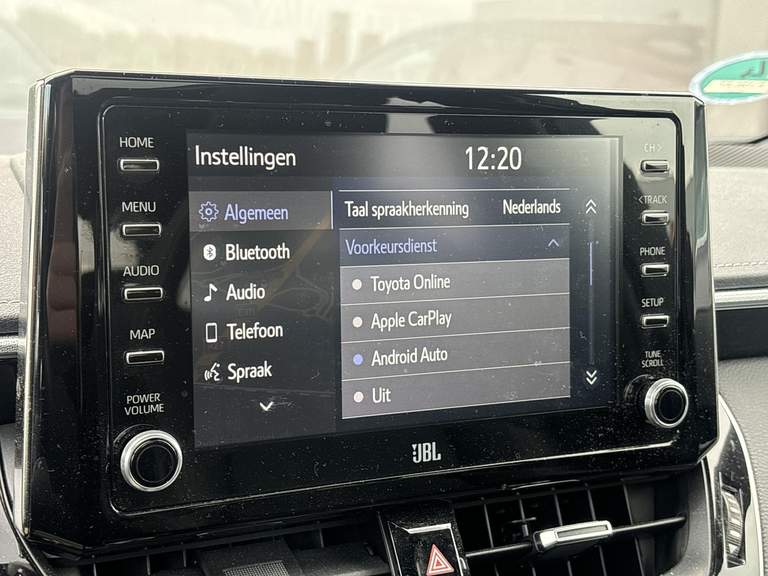 HOME
MENU
AUDIO
MAP
POWER
VOLUME
Instellingen 12:20
Algemeen
Bluetooth
Audio
Telefoon
Spraak
Taal spraakherkenning Nederlands
Voorkeursdienst
Toyota Online
Apple CarPlay
Android Auto
Uit
CH >
< TRACK
PHONE
SETUP
TUNE
SCROLL
JBL